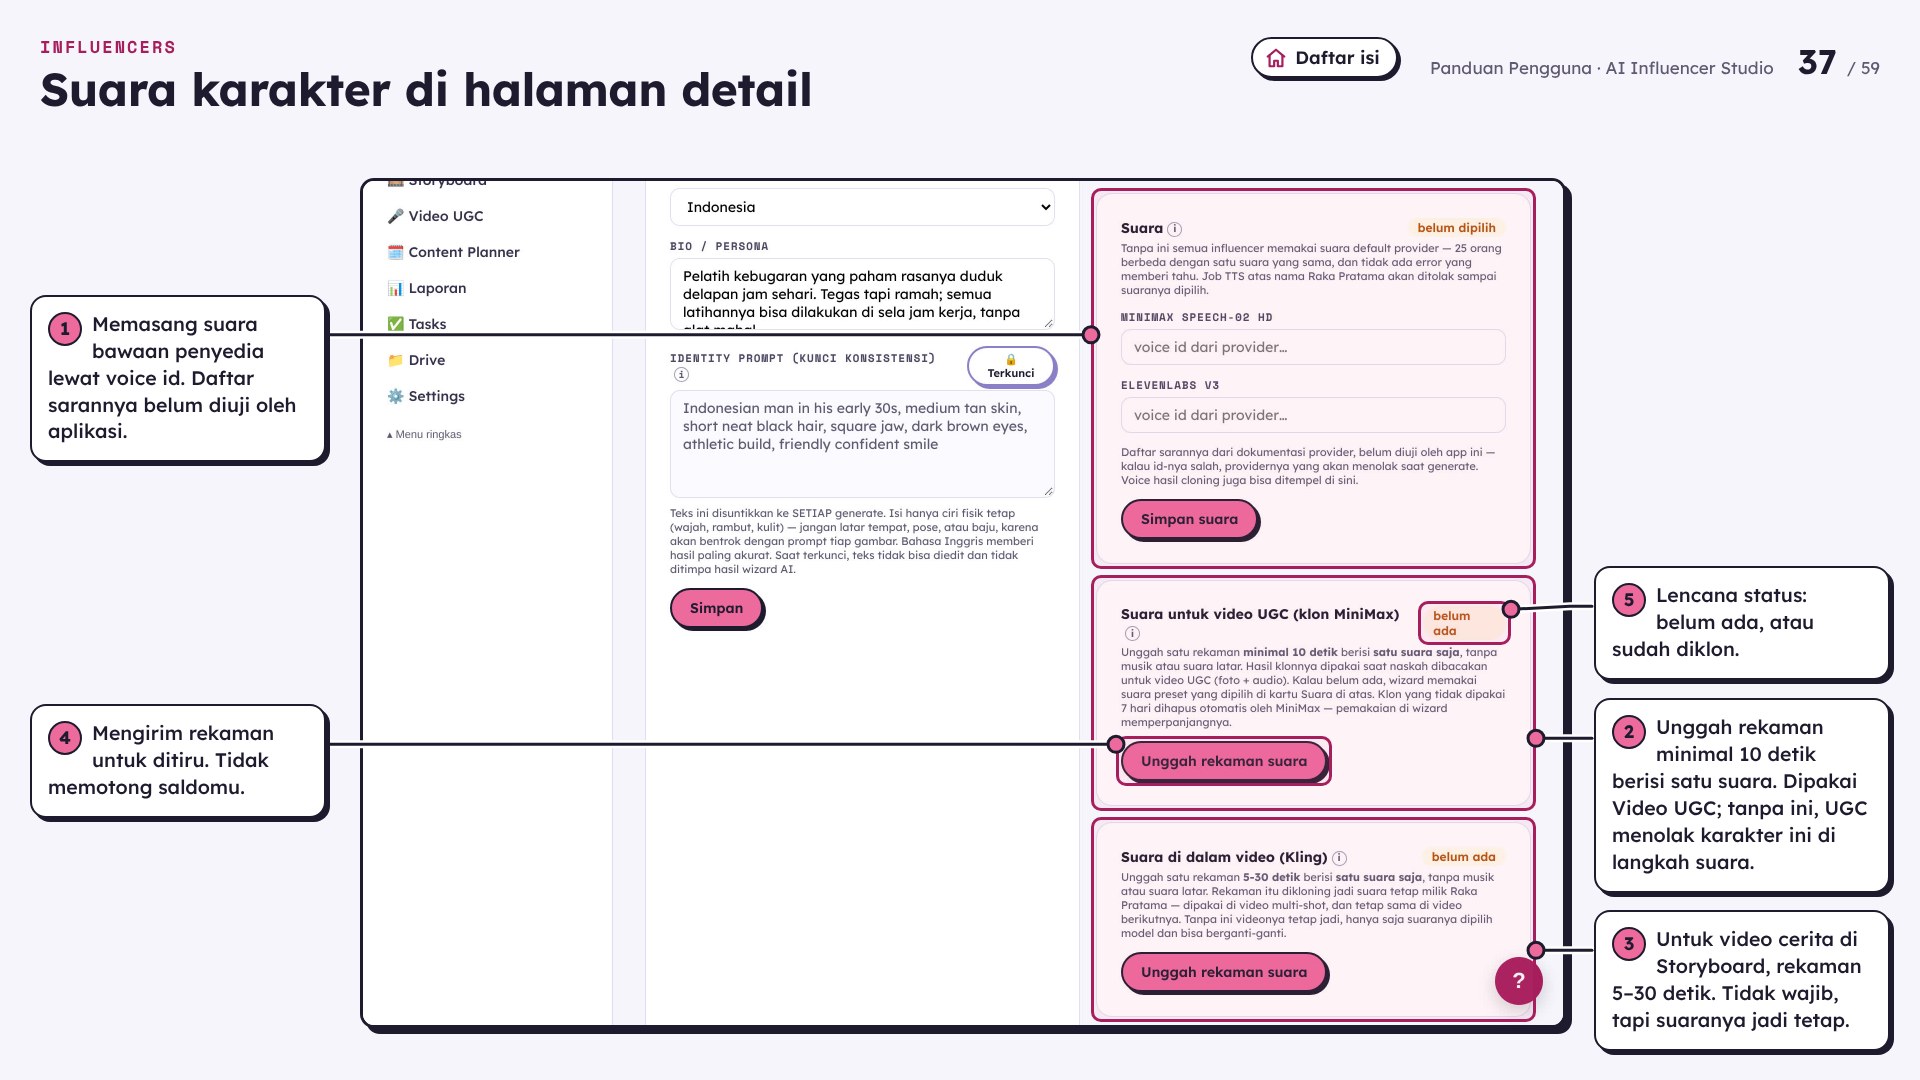 INFLUENCERS
Suara karakter di halaman detail
Daftar isi
Panduan Pengguna · AI Influencer Studio
37 / 59
1 Memasang suara
bawaan penyedia
lewat voice id. Daftar
sarannya belum diuji oleh
aplikasi.
4 Mengirim rekaman
untuk ditiru. Tidak
memotong saldomu.
Storyboard
Video UGC
Content Planner
Laporan
Tasks
Drive
Settings
▴ Menu ringkas
Indonesia
BIO / PERSONA
Pelatih kebugaran yang paham rasanya duduk
delapan jam sehari. Tegas tapi ramah; semua
latihannya bisa dilakukan di sela jam kerja, tanpa
alat mahal
IDENTITY PROMPT (KUNCI KONSISTENSI)
i
Terkunci
Indonesian man in his early 30s, medium tan skin,
short neat black hair, square jaw, dark brown eyes,
athletic build, friendly confident smile
Teks ini disuntikkan ke SETIAP generate. Isi hanya ciri fisik tetap
(wajah, rambut, kulit) — jangan latar tempat, pose, atau baju, karena
akan bentrok dengan prompt tiap gambar. Bahasa Inggris memberi
hasil paling akurat. Saat terkunci, teks tidak bisa diedit dan tidak
ditimpa hasil wizard AI.
Simpan
Suara i
belum dipilih
Tanpa ini semua influencer memakai suara default provider — 25 orang
berbeda dengan satu suara yang sama, dan tidak ada error yang
memberi tahu. Job TTS atas nama Raka Pratama akan ditolak sampai
suaranya dipilih.
MINIMAX SPEECH-02 HD
voice id dari provider…
ELEVENLABS V3
voice id dari provider…
Daftar sarannya dari dokumentasi provider, belum diuji oleh app ini —
kalau id-nya salah, providernya yang akan menolak saat generate.
Voice hasil cloning juga bisa ditempel di sini.
Simpan suara
Suara untuk video UGC (klon MiniMax)
i
belum
ada
Unggah satu rekaman minimal 10 detik berisi satu suara saja, tanpa
musik atau suara latar. Hasil klonnya dipakai saat naskah dibacakan
untuk video UGC (foto + audio). Kalau belum ada, wizard memakai
suara preset yang dipilih di kartu Suara di atas. Klon yang tidak dipakai
7 hari dihapus otomatis oleh MiniMax — pemakaian di wizard
memperpanjangnya.
Unggah rekaman suara
Suara di dalam video (Kling) i
belum ada
Unggah satu rekaman 5-30 detik berisi satu suara saja, tanpa musik
atau suara latar. Rekaman itu dikloning jadi suara tetap milik Raka
Pratama — dipakai di video multi-shot, dan tetap sama di video
berikutnya. Tanpa ini videonya tetap jadi, hanya saja suaranya dipilih
model dan bisa berganti-ganti.
Unggah rekaman suara
?
5 Lencana status:
belum ada, atau
sudah diklon.
2 Unggah rekaman
minimal 10 detik
berisi satu suara. Dipakai
Video UGC; tanpa ini, UGC
menolak karakter ini di
langkah suara.
3 Untuk video cerita di
Storyboard, rekaman
5–30 detik. Tidak wajib,
tapi suaranya jadi tetap.